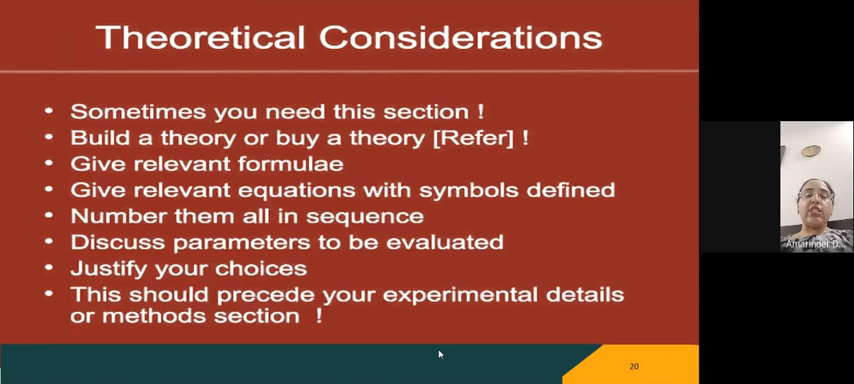 Theoretical Considerations
• Sometimes you need this section !
• Build a theory or buy a theory [Refer] !
• Give relevant formulae
• Give relevant equations with symbols defined
• Number them all in sequence
• Discuss parameters to be evaluated
• Justify your choices
• This should precede your experimental details
or methods section !
20
Amarinder D...